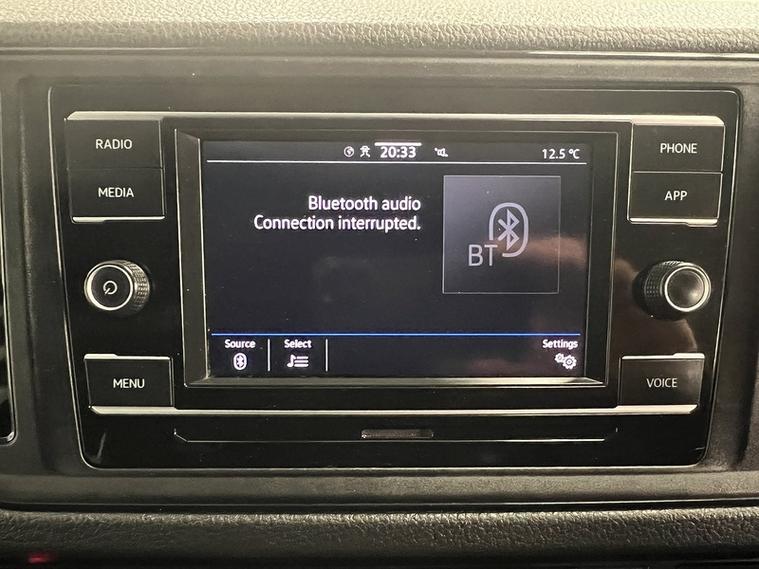 RADIO
MEDIA
MENU
20:33
12.5 °C
Bluetooth audio
Connection interrupted.
BT
Source
Select
Settings
PHONE
APP
VOICE